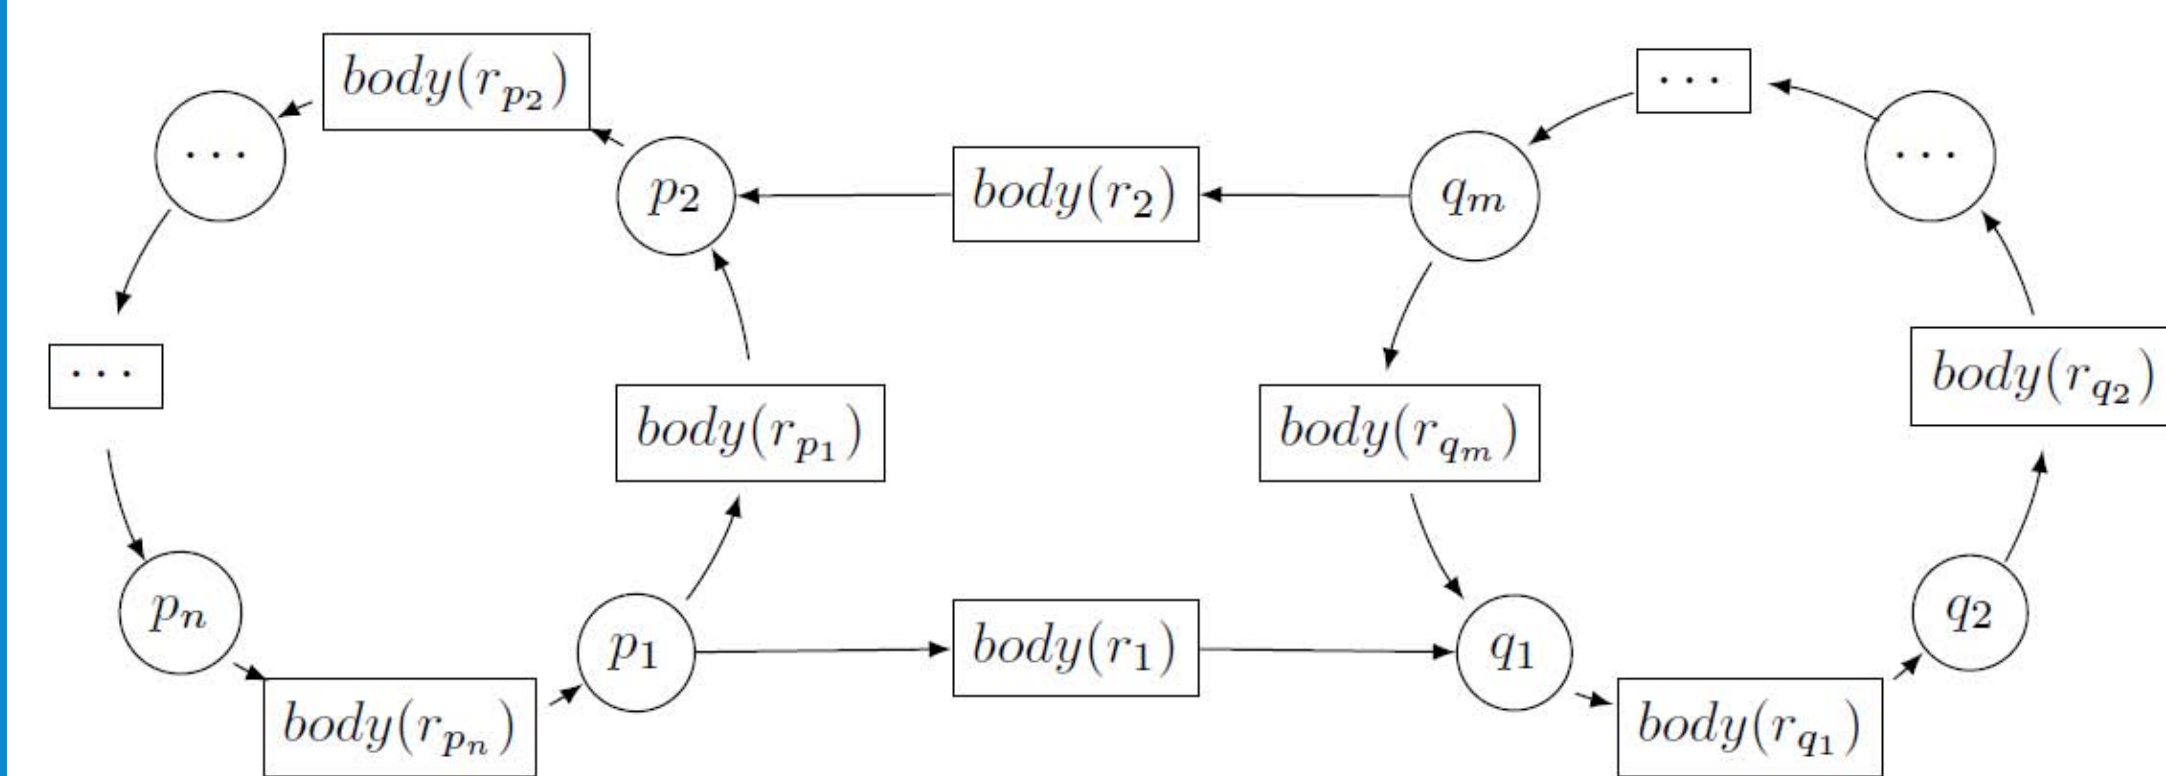 body(r_{p_2})
· · ·
· · ·
· · ·
p_2
body(r_2)
q_m
· · ·
body(r_{p_1})
body(r_{q_m})
body(r_{q_2})
p_n
p_1
body(r_1)
q_1
q_2
body(r_{p_n})
body(r_{q_1})